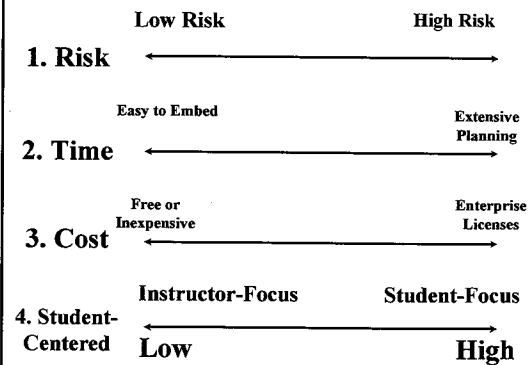 Low Risk High Risk
1. Risk
Easy to Embed Extensive
Planning
2. Time
Free or Enterprise
Inexpensive Licenses
3. Cost
Instructor-Focus Student-Focus
4. Student-
Centered Low High